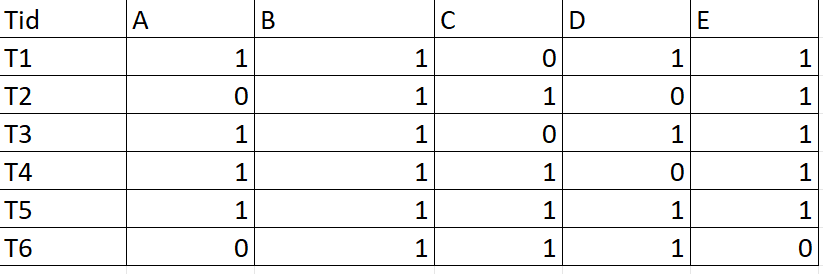 Tid A B C D E
T1 1 1 0 1 1
T2 0 1 1 0 1
T3 1 1 0 1 1
T4 1 1 1 0 1
T5 1 1 1 1 1
T6 0 1 1 1 0